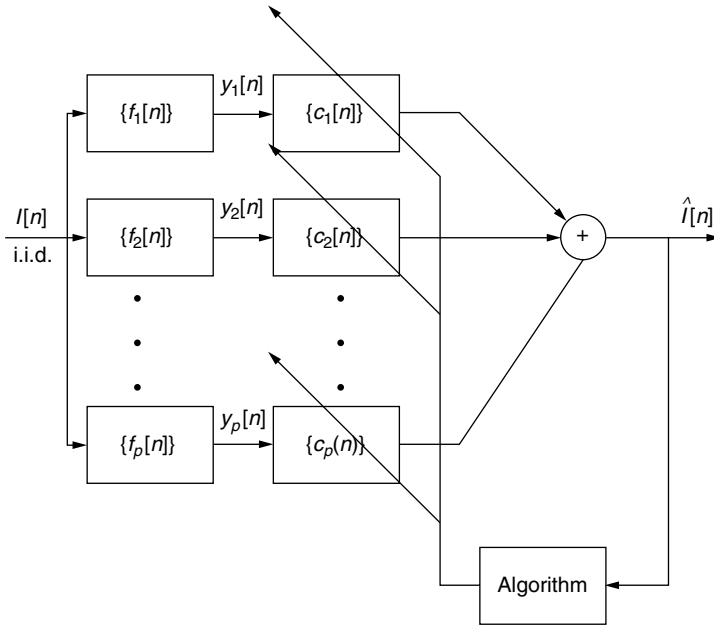 y₁[n]
{f₁[n]} {c₁[n]}
I[n] y₂[n] Î[n]
i.i.d. {f₂[n]} {c₂[n]} +
yₚ[n]
{fₚ[n]} {cₚ(n)}
Algorithm